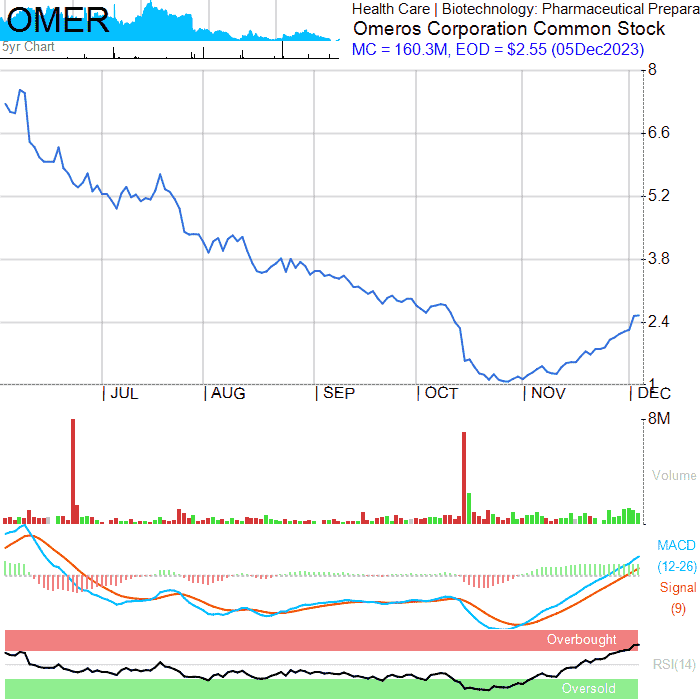 OMER
5yr Chart
Health Care | Biotechnology: Pharmaceutical Prepara
Omeros Corporation Common Stock
MC = 160.3M, EOD = $2.55 (05Dec2023)
8
6.6
5.2
3.8
2.4
1
JUL AUG SEP OCT NOV DEC
8M
Volume
MACD
(12-26)
Signal
(9)
Overbought
RSI(14)
Oversold